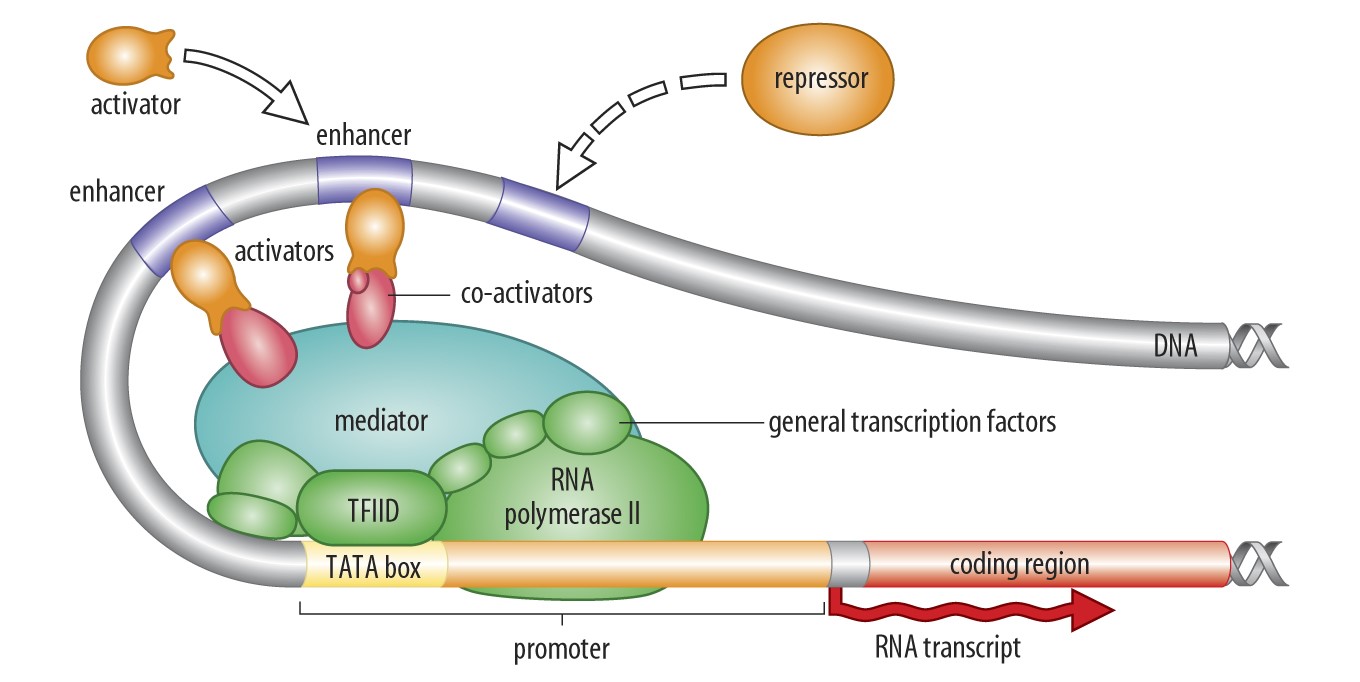 activator
repressor
enhancer
enhancer
activators
co-activators
DNA
mediator
general transcription factors
RNA
polymerase II
TFIID
TATA box
coding region
promoter
RNA transcript